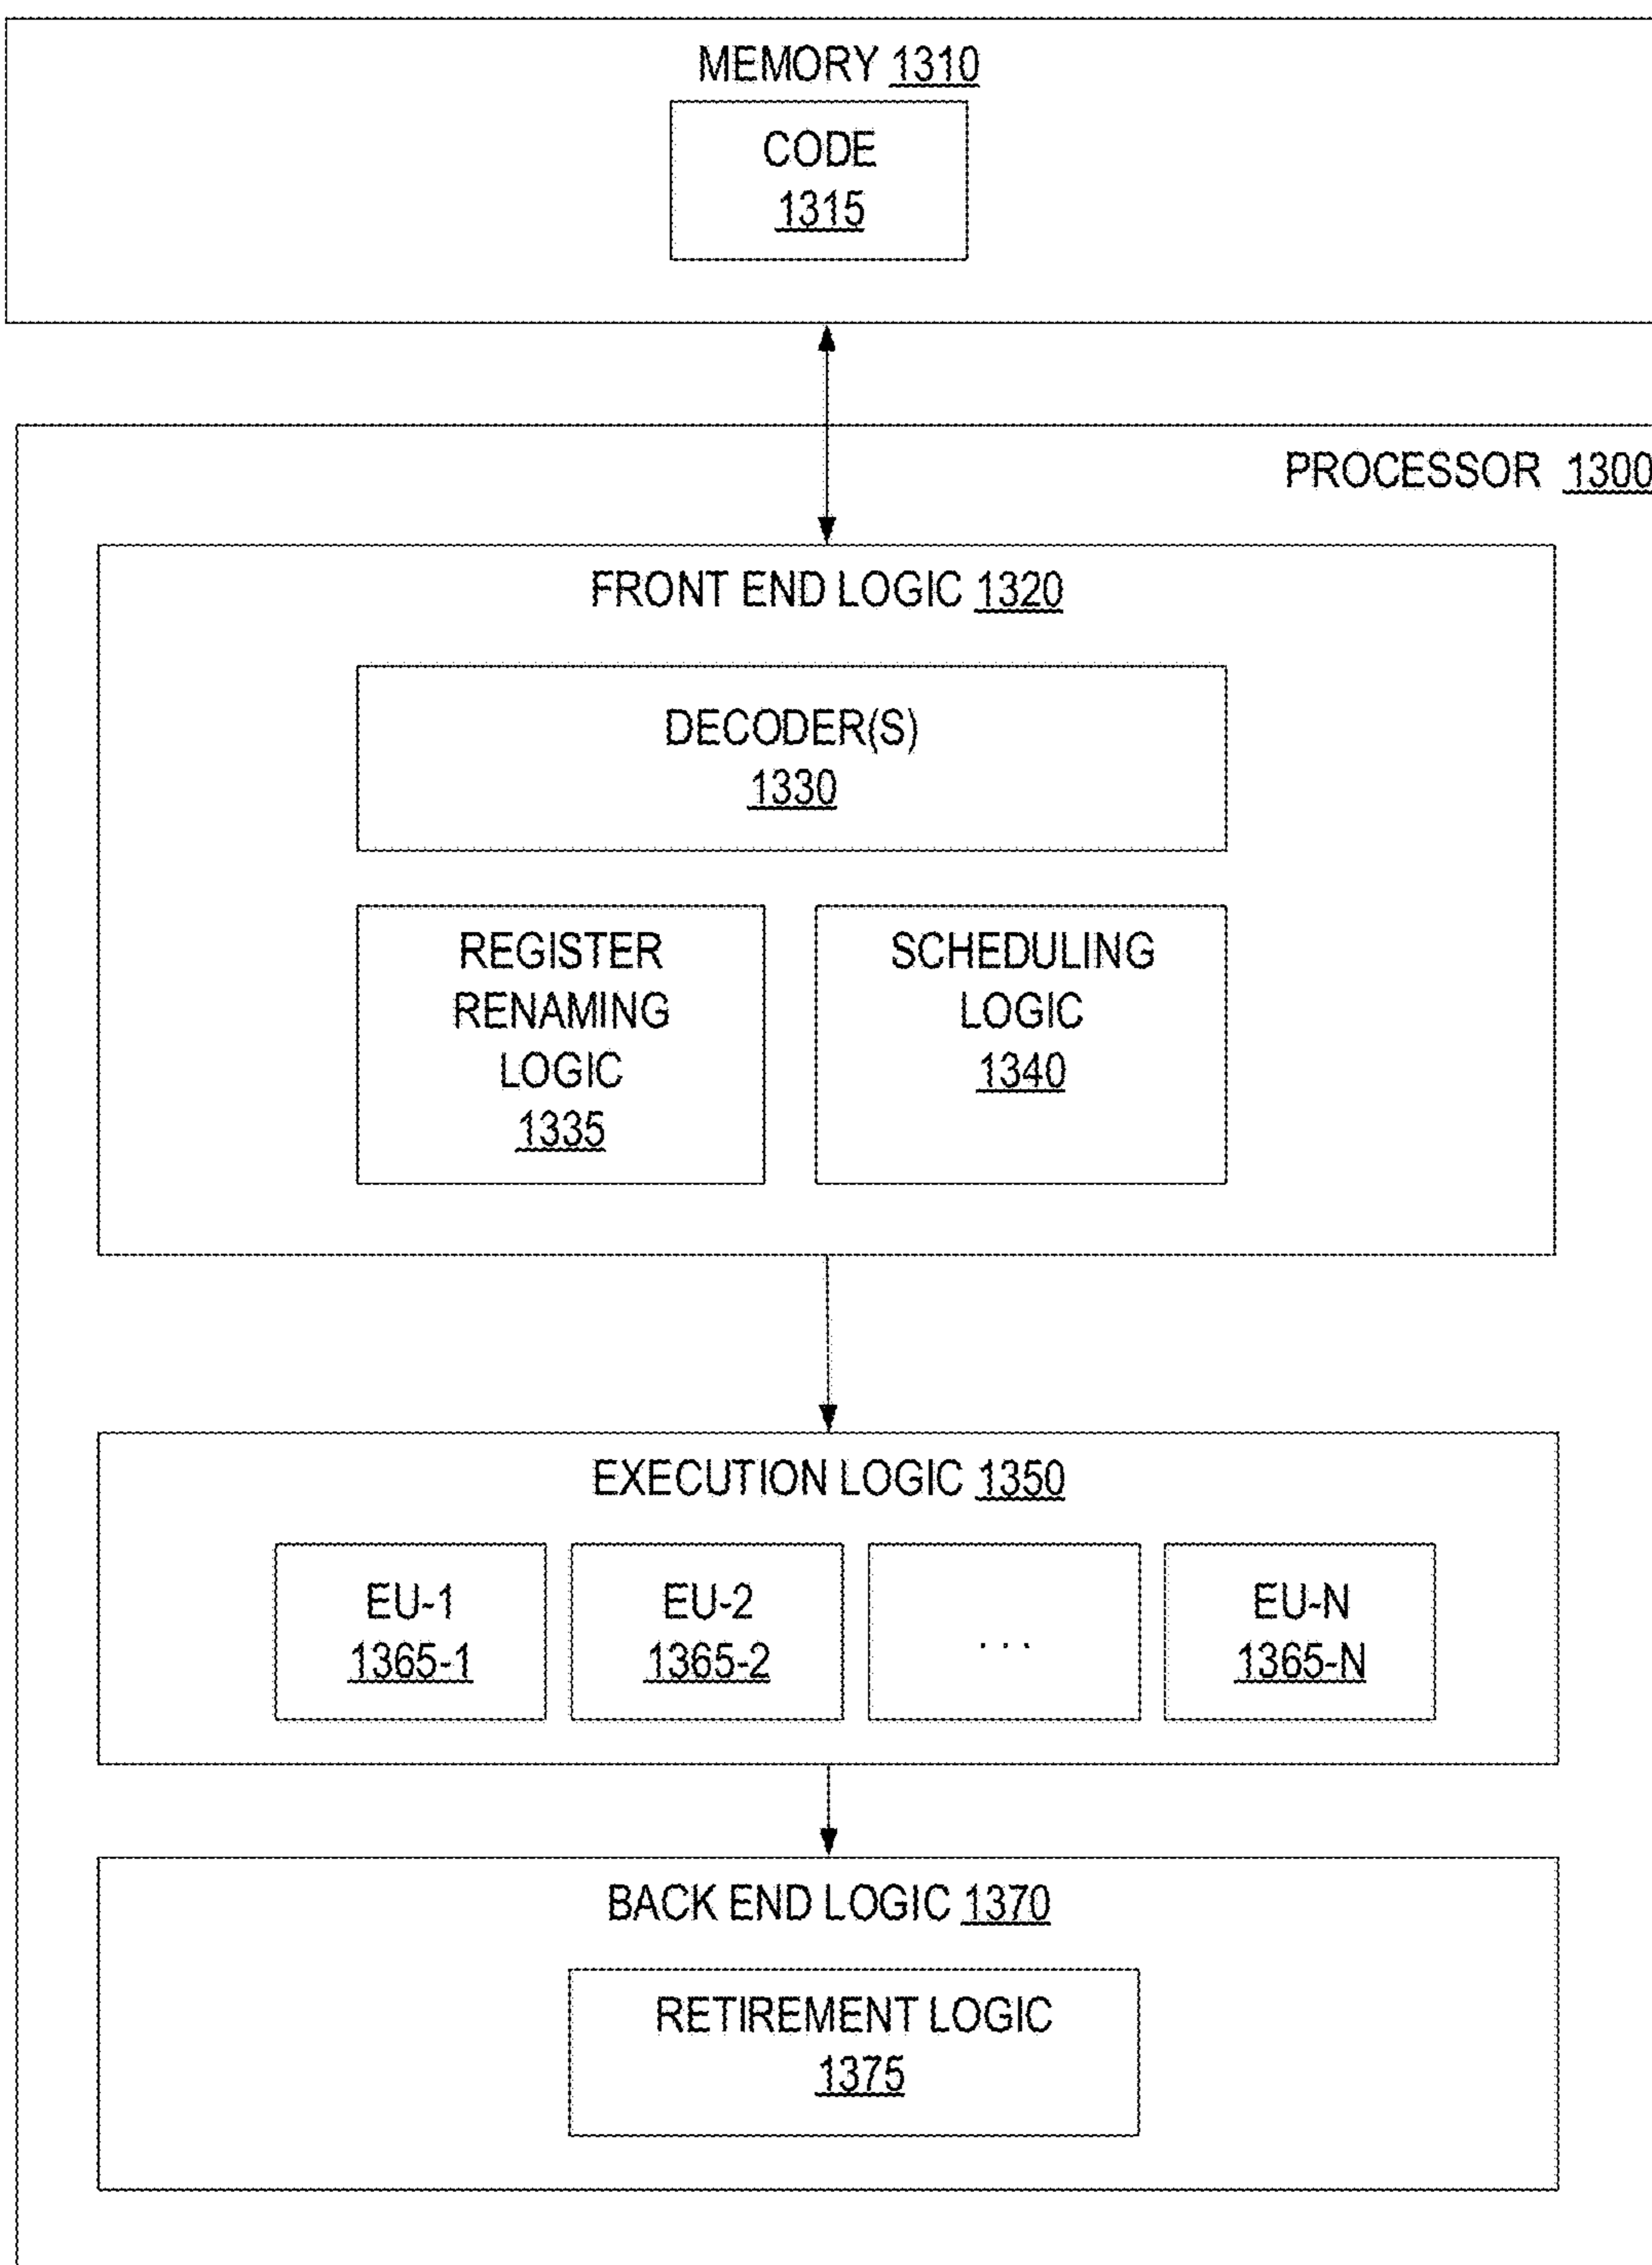 MEMORY 1310
CODE
1315
PROCESSOR 1300
FRONT END LOGIC 1320
DECODER(S)
1330
REGISTER
RENAMING
LOGIC
1335
SCHEDULING
LOGIC
1340
EXECUTION LOGIC 1350
EU-1
1365-1
EU-2
1365-2
. . .
EU-N
1365-N
BACK END LOGIC 1370
RETIREMENT LOGIC
1375